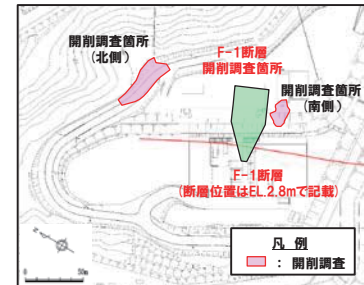 開削調査箇所
（北側）
F-1断層
開削調査箇所
開削調査箇所
（南側）
F-1断層
（断層位置はEL.2.8mで記載）
凡 例
： 開削調査
0
50m